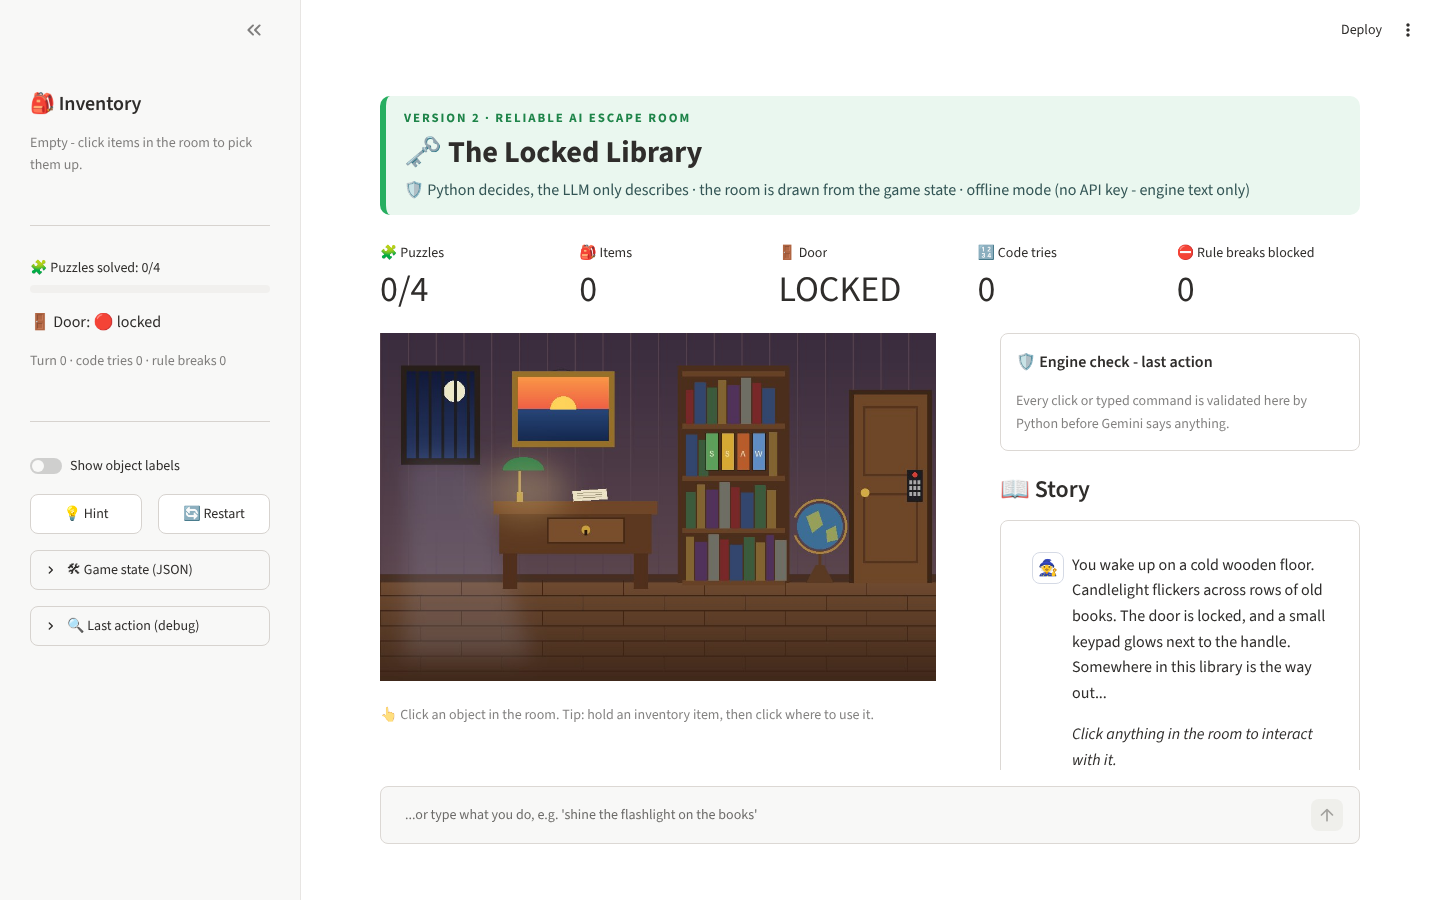 Deploy
🎒 Inventory
Empty - click items in the room to pick
them up.
🧩 Puzzles solved: 0/4
🚪 Door: 🔴 locked
Turn 0 · code tries 0 · rule breaks 0
Show object labels
💡 Hint
🔄 Restart
🛠 Game state (JSON)
🔍 Last action (debug)
VERSION 2 · RELIABLE AI ESCAPE ROOM
🗝️ The Locked Library
🛡️ Python decides, the LLM only describes · the room is drawn from the game state · offline mode (no API key - engine text only)
🧩 Puzzles
0/4
🎒 Items
0
🚪 Door
LOCKED
🔢 Code tries
0
⛔ Rule breaks blocked
0
S 8 A W
👆 Click an object in the room. Tip: hold an inventory item, then click where to use it.
🛡️ Engine check - last action
Every click or typed command is validated here by
Python before Gemini says anything.
📖 Story
You wake up on a cold wooden floor.
Candlelight flickers across rows of old
books. The door is locked, and a small
keypad glows next to the handle.
Somewhere in this library is the way
out...
Click anything in the room to interact
with it.
...or type what you do, e.g. 'shine the flashlight on the books'